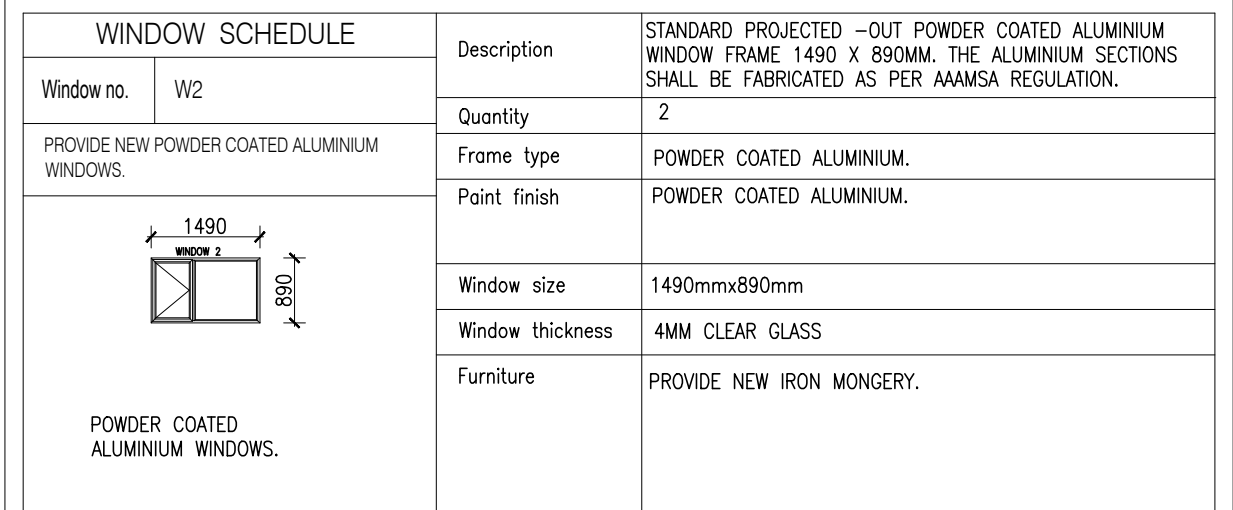 WINDOW SCHEDULE
Window no. W2
PROVIDE NEW POWDER COATED ALUMINIUM
WINDOWS.
1490
WINDOW 2
890
POWDER COATED
ALUMINIUM WINDOWS.
Description
STANDARD PROJECTED -OUT POWDER COATED ALUMINIUM
WINDOW FRAME 1490 X 890MM. THE ALUMINIUM SECTIONS
SHALL BE FABRICATED AS PER AAAMSA REGULATION.
Quantity 2
Frame type POWDER COATED ALUMINIUM.
Paint finish POWDER COATED ALUMINIUM.
Window size 1490mmx890mm
Window thickness 4MM CLEAR GLASS
Furniture PROVIDE NEW IRON MONGERY.